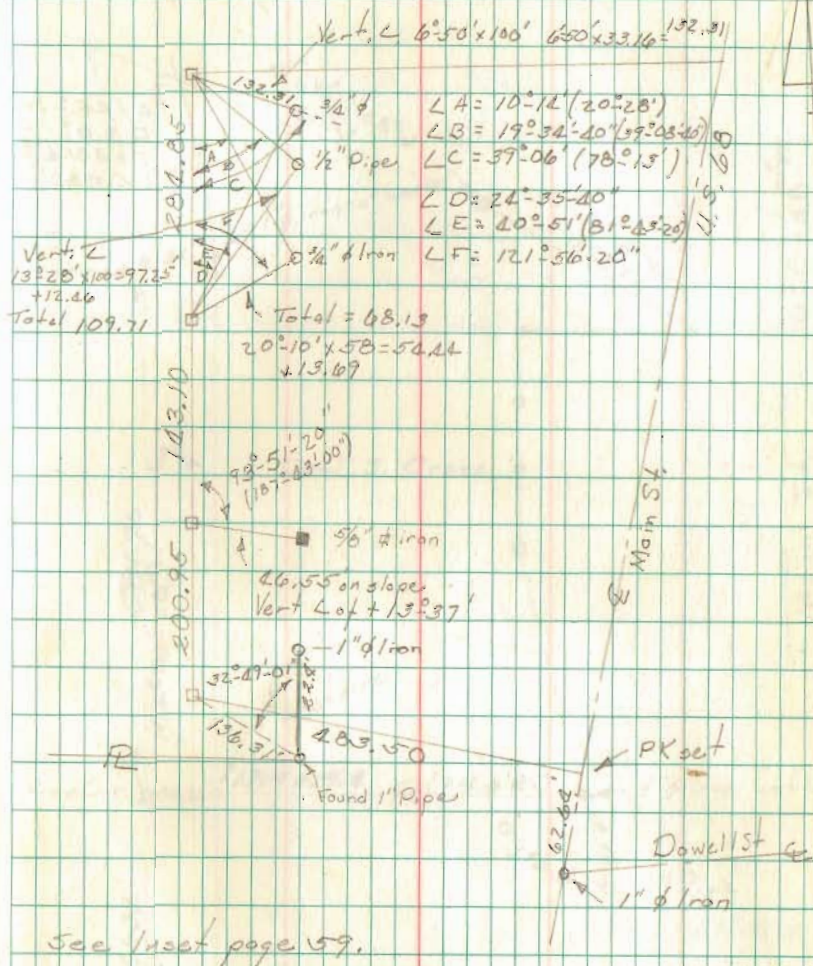 Vert. L 6°-50' x 100' 6°50' x 33.16 = 132.31
132.31
3/4" φ
L A = 10°-14' (20°-28')
L B = 19°-34'-40" (39°-08'-40")
1/2" Pipe
L C = 39°-06' (78°-13')
L D = 24°-35'-40"
L E = 40°-51' (81°-43'-20")
3/4" φ Iron
L F = 121°-56'-20"
U.S. 68
A
B
C
D
E
F
Vert. L
13°-28' x 100 = 97.25'
+12.46
Total 109.71
Total = 68.13
20°-10' x 58 = 54.44
+13.69
143.10
93°-51'-20"
(187°-43'-00")
5/8" φ iron
℄ Main St.
200.95
46.55' on slope
Vert L of +13°-37'
1" φ Iron
32°-49'-01"
136.31'
483.50
PL
PK set
Found 1" Pipe
62.64'
Dowell St ℄
1" φ Iron
See Inset page 59.